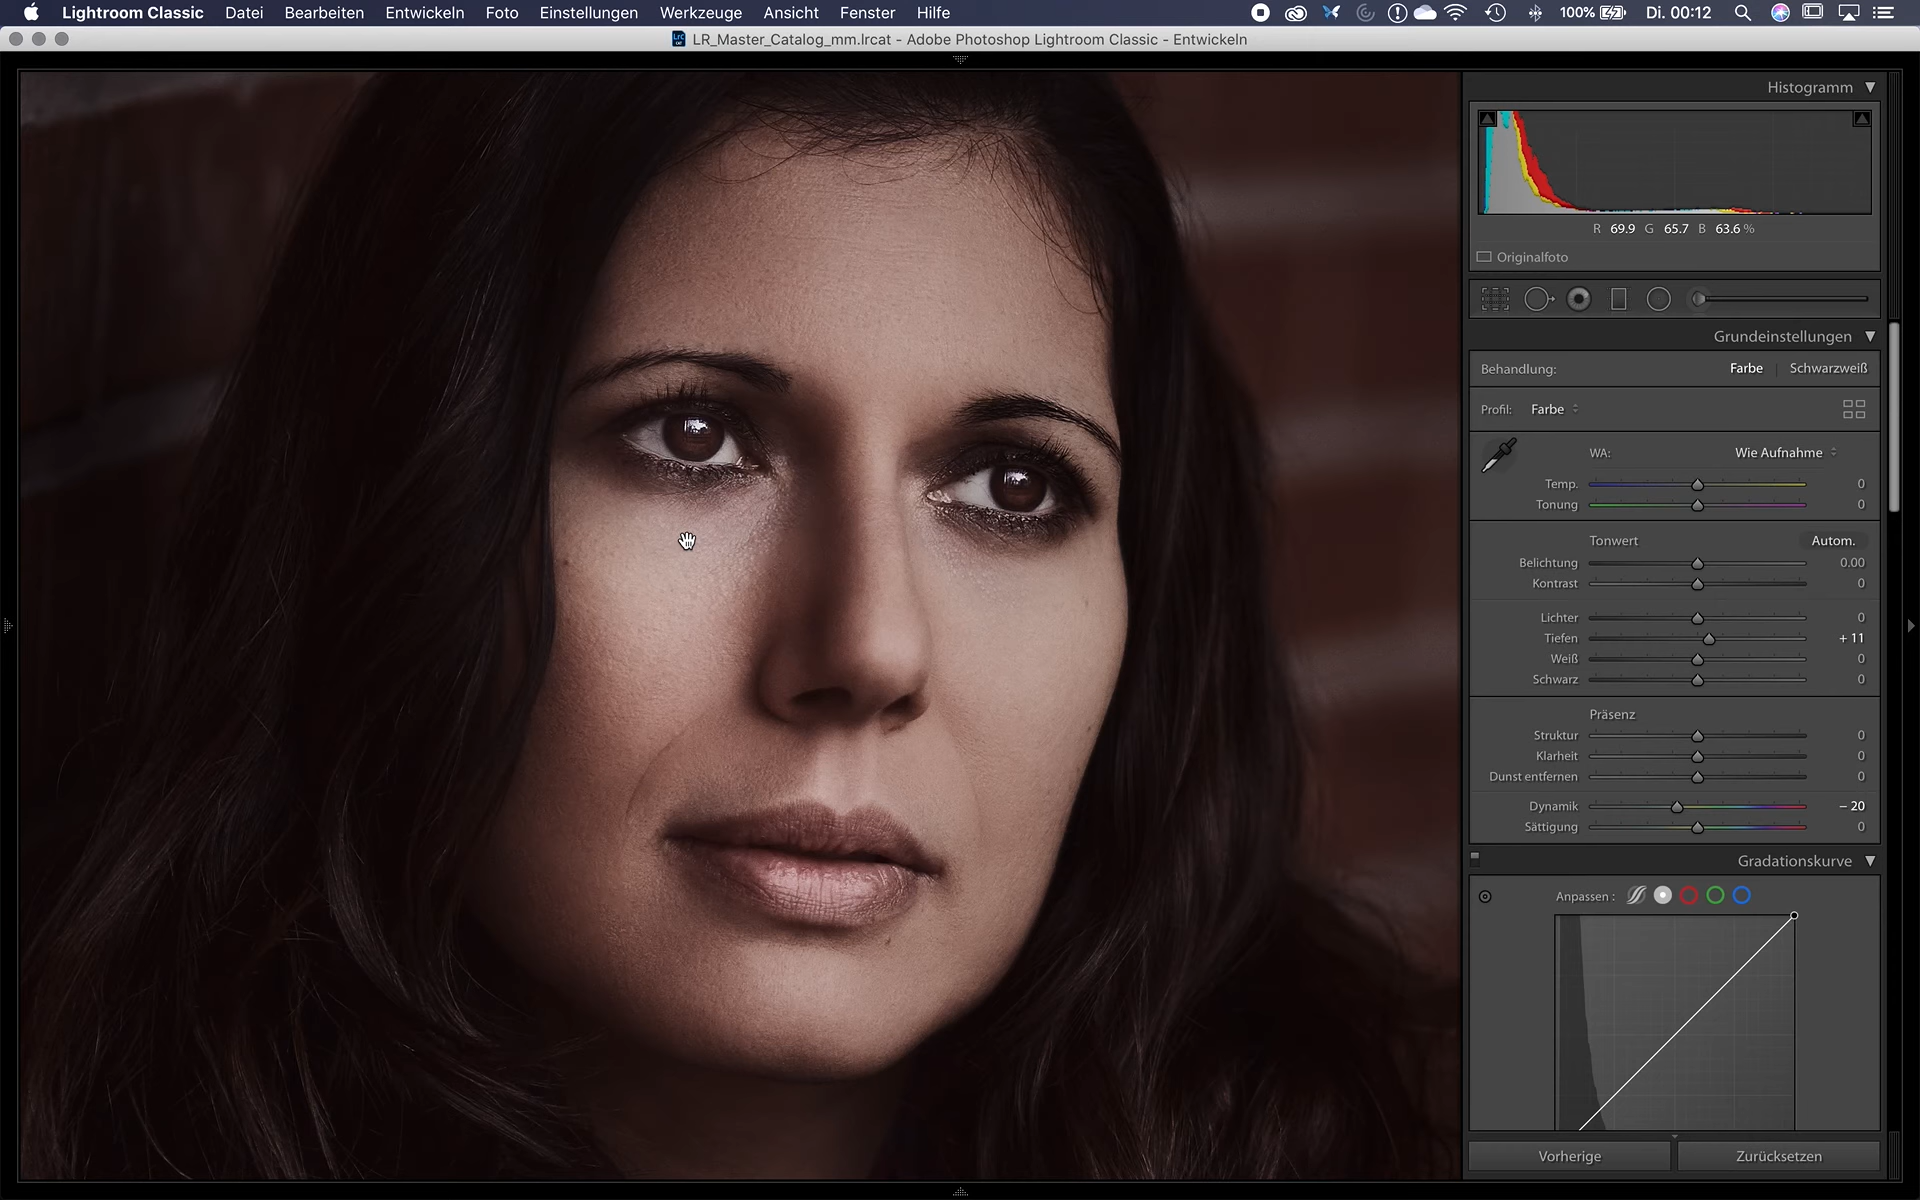 Lightroom Classic Datei Bearbeiten Entwickeln Foto Einstellungen Werkzeuge Ansicht Fenster Hilfe 100% Di. 00:12
LR_Master_Catalog_mm.lrcat - Adobe Photoshop Lightroom Classic - Entwickeln
Histogramm
R 69.9 G 65.7 B 63.6 %
Originalfoto
Grundeinstellungen
Behandlung: Farbe Schwarzweiß
Profil: Farbe
WA: Wie Aufnahme
Temp. 0
Tonung 0
Tonwert Autom.
Belichtung 0.00
Kontrast 0
Lichter 0
Tiefen + 11
Weiß 0
Schwarz 0
Präsenz
Struktur 0
Klarheit 0
Dunst entfernen 0
Dynamik − 20
Sättigung 0
Gradationskurve
Anpassen :
Vorherige Zurücksetzen